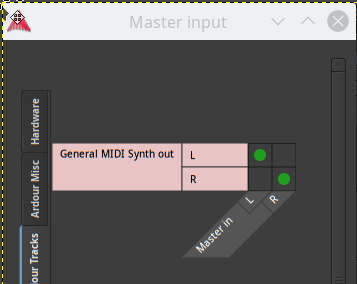 Master input
Hardware
Ardour Misc
our Tracks
General MIDI Synth out
L
R
L
R
Master in